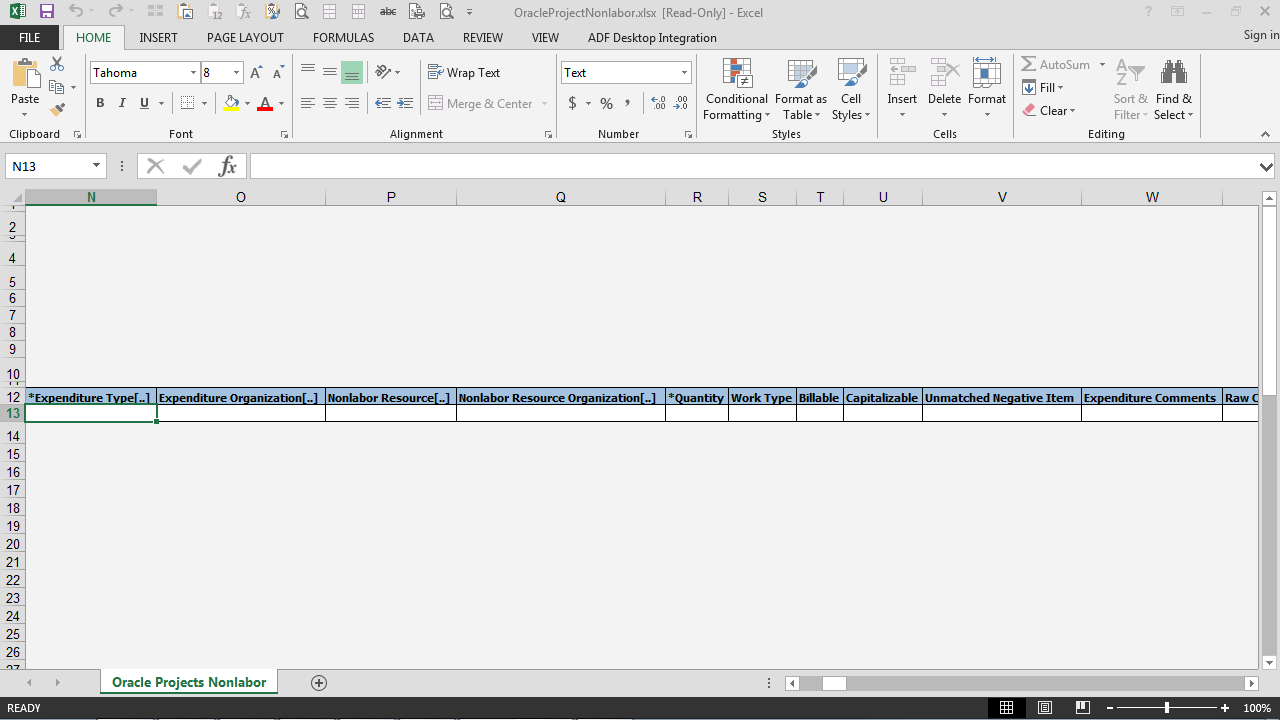 OracleProjectNonlabor.xlsx [Read-Only] - Excel
FILE HOME INSERT PAGE LAYOUT FORMULAS DATA REVIEW VIEW ADF Desktop Integration Sign in
Tahoma 8 Wrap Text Text AutoSum
Fill
Paste B I U Merge & Center $ % , Conditional Formatting Format as Table Cell Styles Insert Delete Format Clear Sort & Filter Find & Select
Clipboard Font Alignment Number Styles Cells Editing
N13 fx
N O P Q R S T U V W
2
4
5
6
7
8
9
10
12 *Expenditure Type[..] Expenditure Organization[..] Nonlabor Resource[..] Nonlabor Resource Organization[..] *Quantity Work Type Billable Capitalizable Unmatched Negative Item Expenditure Comments Raw C
13
14
15
16
17
18
19
20
21
22
23
24
25
26
27
Oracle Projects Nonlabor
READY 100%